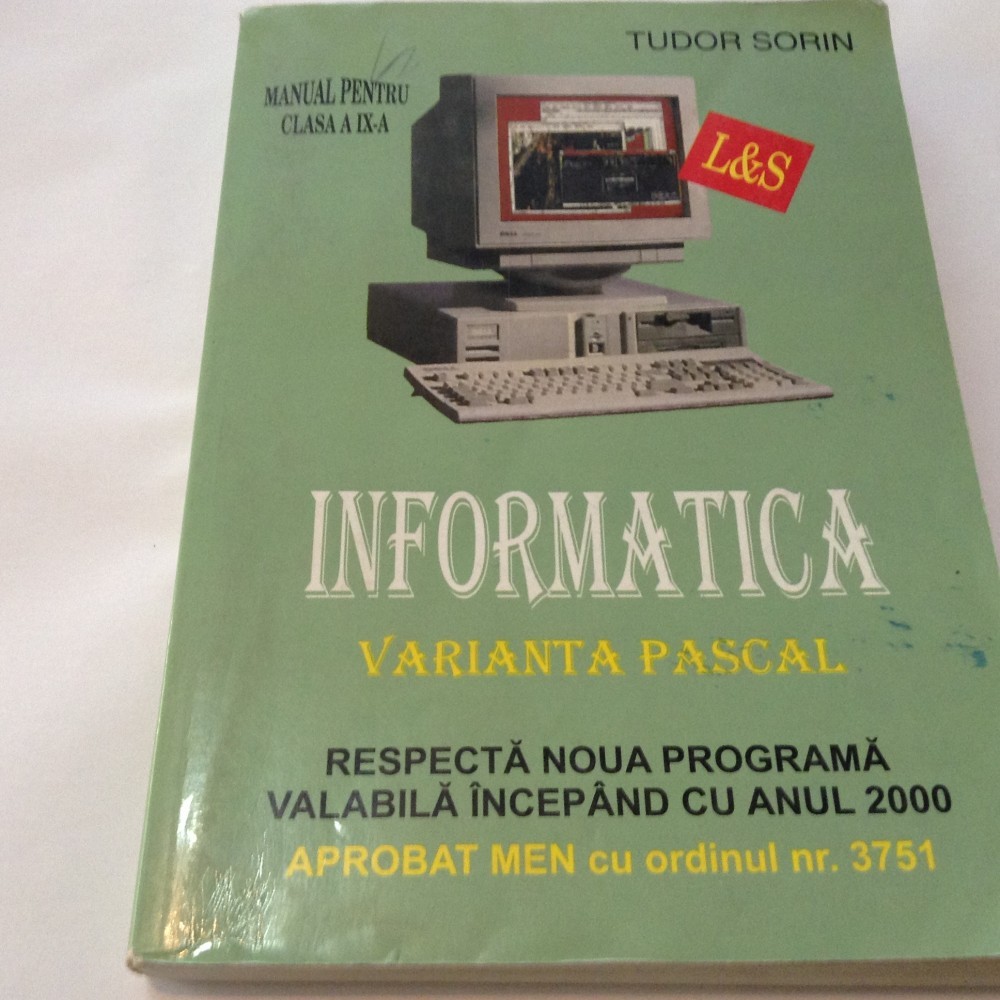 TUDOR SORIN
MANUAL PENTRU
CLASA A IX-A
L&S
INFORMATICA
VARIANTA PASCAL
RESPECTĂ NOUA PROGRAMĂ
VALABILĂ ÎNCEPÂND CU ANUL 2000
APROBAT MEN cu ordinul nr. 3751